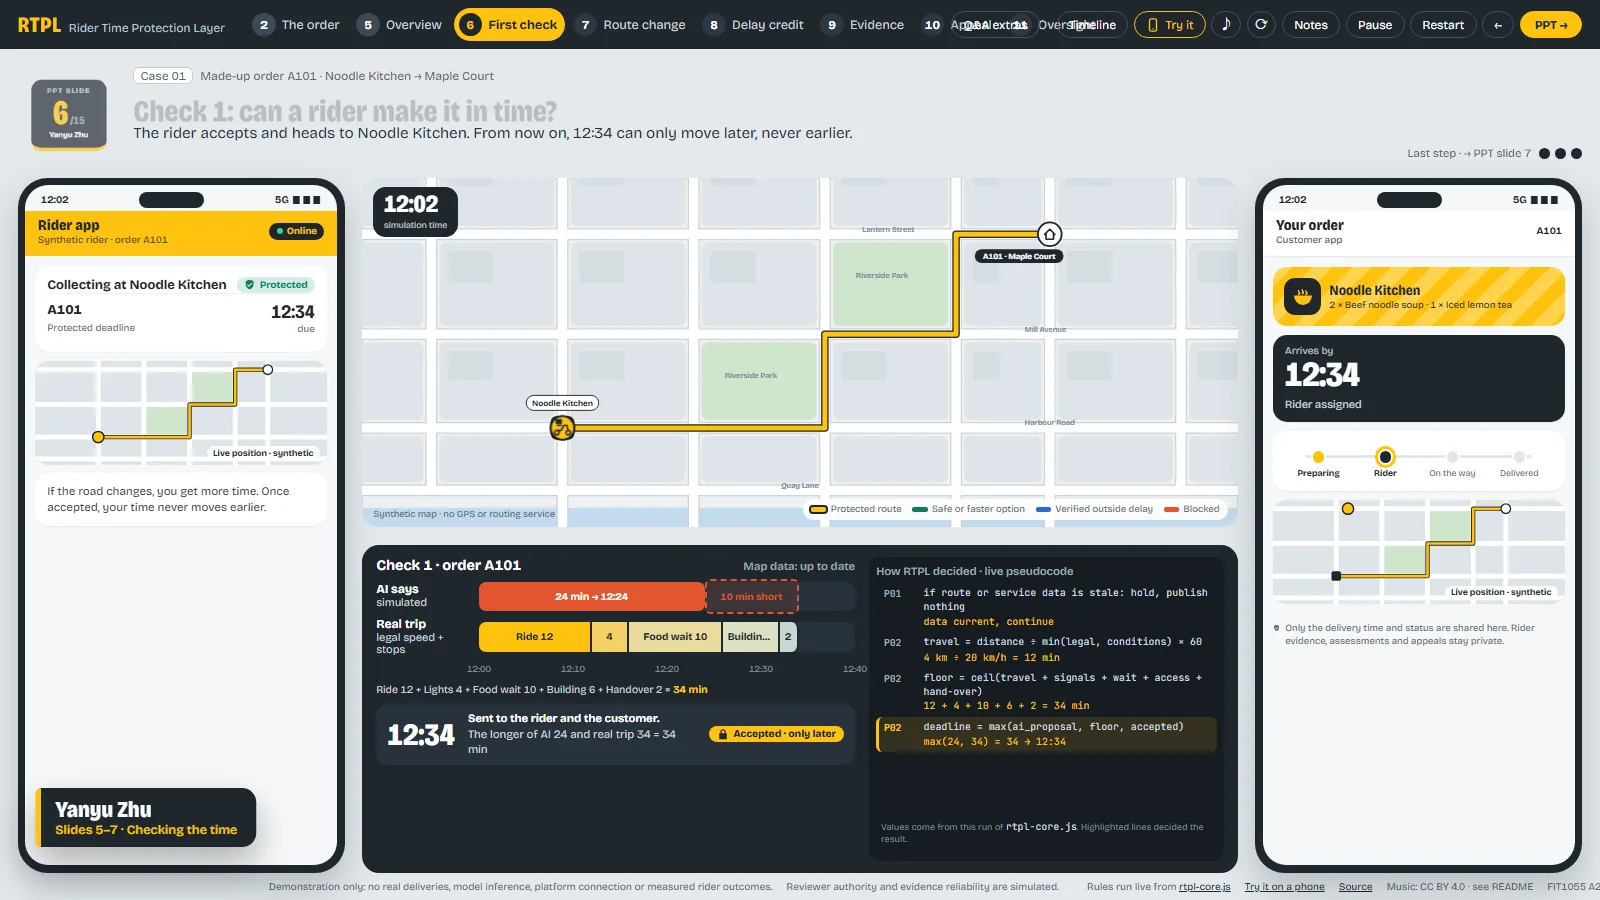 RTPL Rider Time Protection Layer
2 The order
5 Overview
6 First check
7 Route change
8 Delay credit
9 Evidence
10
11
Q&A extras
Timeline
Try it
Notes
Pause
Restart
←
PPT →
PPT SLIDE
6 /15
Yanyu Zhu
Case 01 Made-up order A101 · Noodle Kitchen → Maple Court
Check 1: can a rider make it in time?
The rider accepts and heads to Noodle Kitchen. From now on, 12:34 can only move later, never earlier.
Last step · → PPT slide 7
12:02
5G
Rider app
Synthetic rider · order A101
Online
Collecting at Noodle Kitchen
Protected
A101
12:34
Protected deadline
due
Live position · synthetic
If the road changes, you get more time. Once
accepted, your time never moves earlier.
Yanyu Zhu
Slides 5–7 · Checking the time
12:02
simulation time
Lantern Street
Riverside Park
A101 · Maple Court
Mill Avenue
Riverside Park
Noodle Kitchen
Harbour Road
Quay Lane
Synthetic map · no GPS or routing service
Protected route
Safe or faster option
Verified outside delay
Blocked
Check 1 · order A101
Map data: up to date
AI says
simulated
24 min → 12:24
10 min short
Real trip
legal speed +
stops
Ride 12
4
Food wait 10
Buildin...
2
12:00
12:10
12:20
12:30
12:40
Ride 12 + Lights 4 + Food wait 10 + Building 6 + Handover 2 = 34 min
12:34
Sent to the rider and the customer.
The longer of AI 24 and real trip 34 = 34
min
Accepted · only later
How RTPL decided · live pseudocode
P01 if route or service data is stale: hold, publish
nothing
data current, continue
P02 travel = distance ÷ min(legal, conditions) × 60
4 km ÷ 20 km/h = 12 min
P02 floor = ceil(travel + signals + wait + access +
hand-over)
12 + 4 + 10 + 6 + 2 = 34 min
P02 deadline = max(ai_proposal, floor, accepted)
max(24, 34) = 34 → 12:34
Values come from this run of rtpl-core.js. Highlighted lines decided the
result.
12:02
5G
Your order
Customer app
A101
Noodle Kitchen
2 × Beef noodle soup · 1 × Iced lemon tea
Arrives by
12:34
Rider assigned
Preparing
Rider
On the way
Delivered
Live position · synthetic
Only the delivery time and status are shared here. Rider
evidence, assessments and appeals stay private.
Demonstration only: no real deliveries, model inference, platform connection or measured rider outcomes.
Reviewer authority and evidence reliability are simulated.
Rules run live from rtpl-core.js
Try it on a phone
Source
Music: CC BY 4.0 · see README
FIT1055 A2